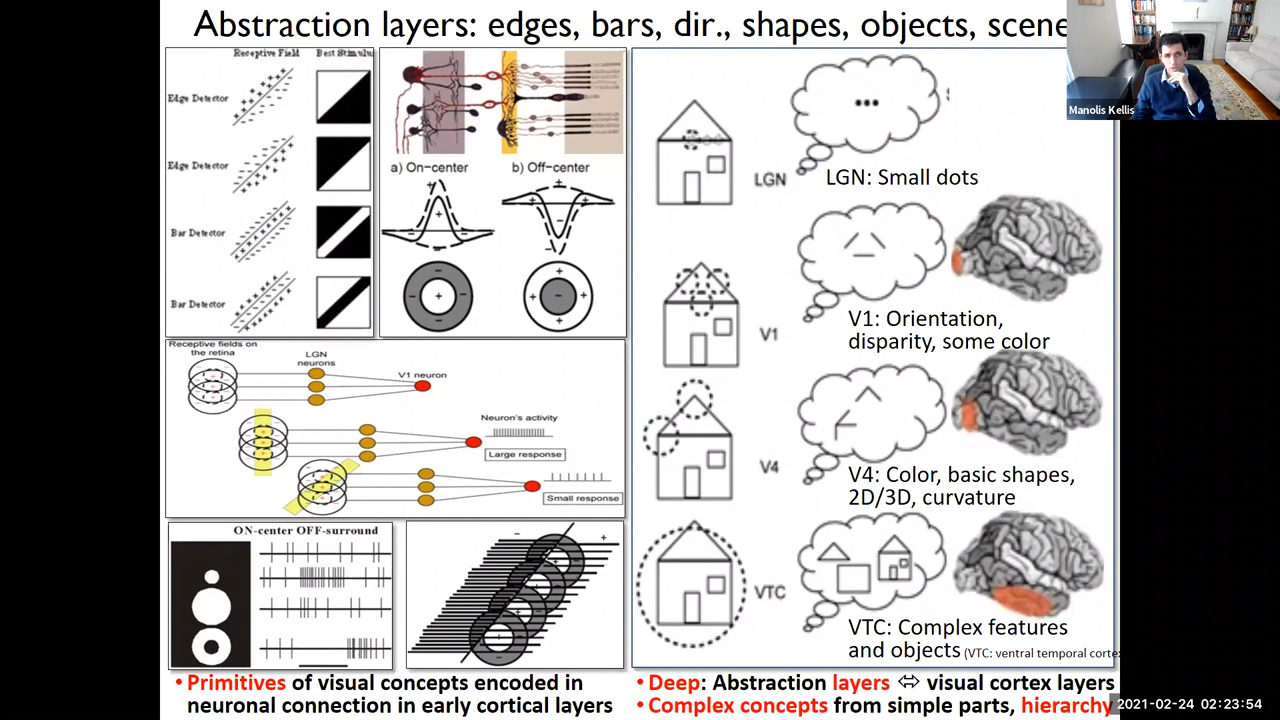 Abstraction layers: edges, bars, dir., shapes, objects, scene
Manolis Kellis
Receptive Field Best Stimulus
Edge Detector
Edge Detector
Bar Detector
Bar Detector
a) On-center b) Off-center
Receptive fields on
the retina
LGN
neurons
V1 neuron
Neuron's activity
Large response
Small response
ON-center OFF-surround
LGN
LGN: Small dots
V1
V1: Orientation,
disparity, some color
V4
V4: Color, basic shapes,
2D/3D, curvature
VTC
VTC: Complex features
and objects (VTC: ventral temporal corte
• Primitives of visual concepts encoded in
neuronal connection in early cortical layers
• Deep: Abstraction layers ⇔ visual cortex layers
• Complex concepts from simple parts, hierarchy
2021-02-24 02:23:54